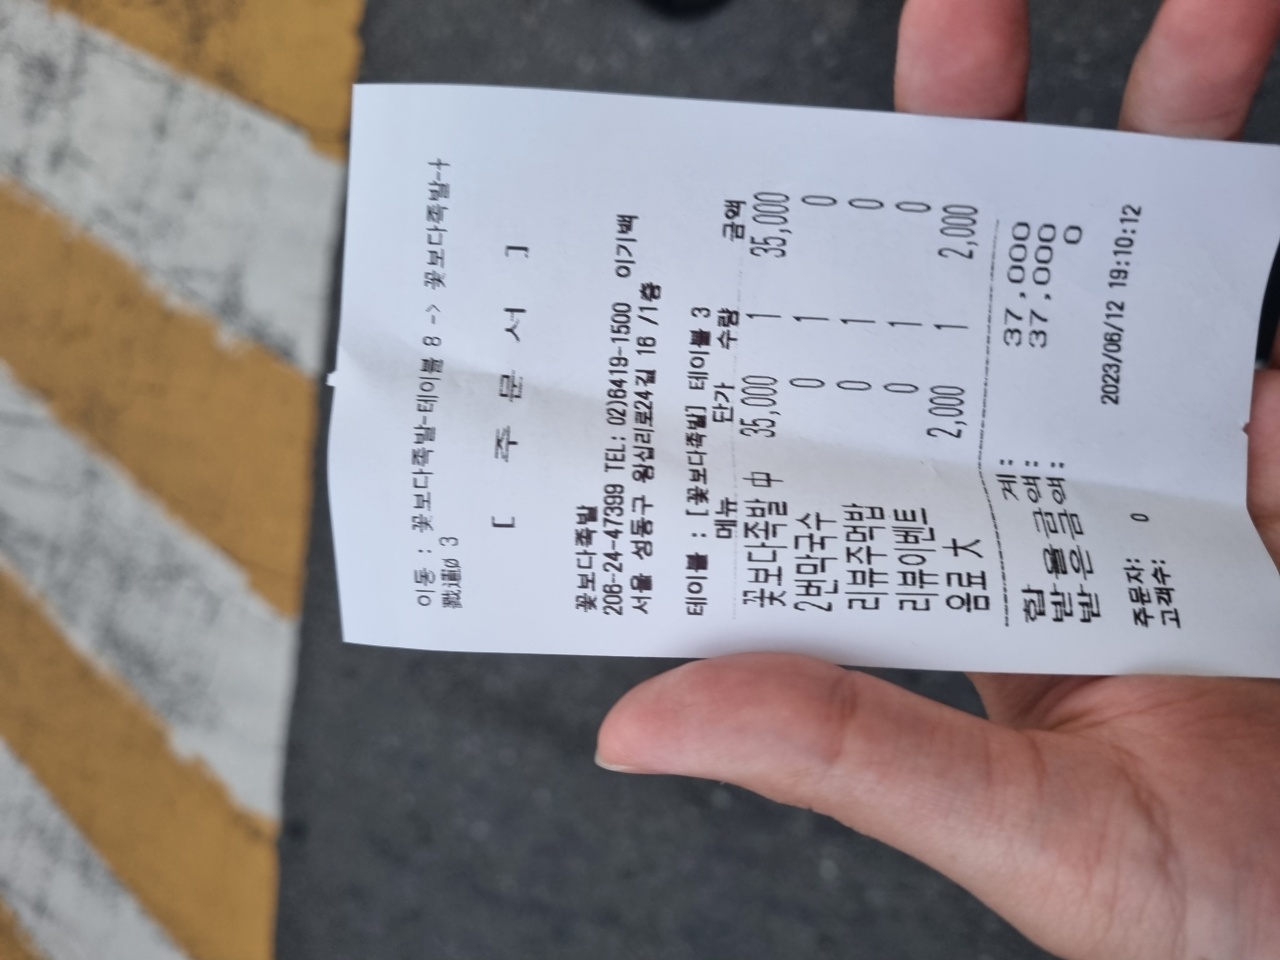 이동 : 꽃보다족발-테이블 8 -> 꽃보다족발-ㅏ
3
[ 주 문 서 ]
꽃보다족발
206-24-47399 TEL: 02)6419-1500 이기백
서울 성동구 왕십리로24길 16 /1층
테이블 : [꽃보다족발] 테이블 3
메뉴 단가 수량 금액
꽃보다족발 中 35,000 1 35,000
2번막국수 0 1 0
리뷰주먹밥 0 1 0
리뷰이벤트 0 1 0
음료 大 2,000 1 2,000
합 계: 37,000
받을금액: 37,000
받은금액: 0
2023/06/12 19:10:12
주문자:
고객수: 0